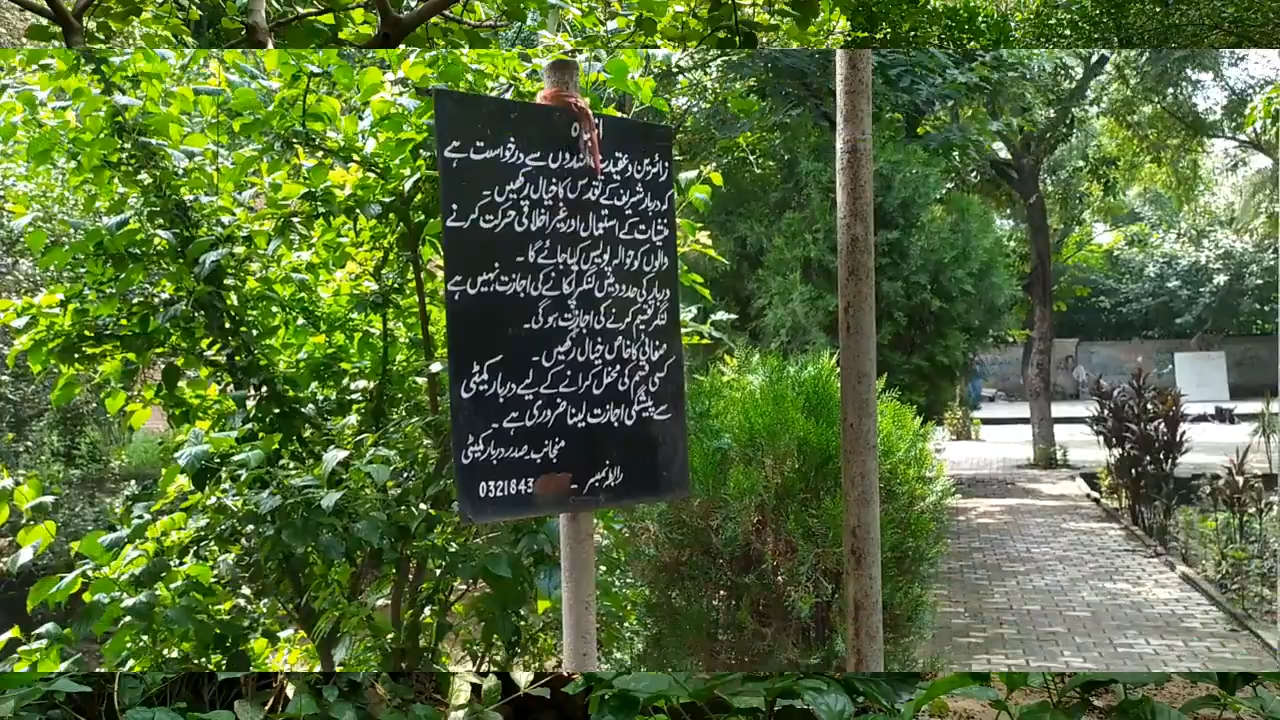 زائرین و عقیدت مندوں سے درخواست ہے
کہ دربار شریف کے تقدس کا خیال رکھیں ۔
منشیات کے استعمال اور غیر اخلاقی حرکت کرنے
والوں کو حوالہ پولیس کیا جائے گا ۔
دربار کی حددد میں لنگر پکانے کی اجازت نہیں ہے
لنگر تقسیم کرنے کی اجازت ہو گی ۔
صفائی کا خاص خیال رکھیں ۔
کسی قسم کی محفل کرانے کے لیے دربار کمیٹی
سے پیشگی اجازت لینا ضروری ہے ۔
منجانب ۔ صدر دربار کمیٹی
رابطہ نمبر ۔ 0321843